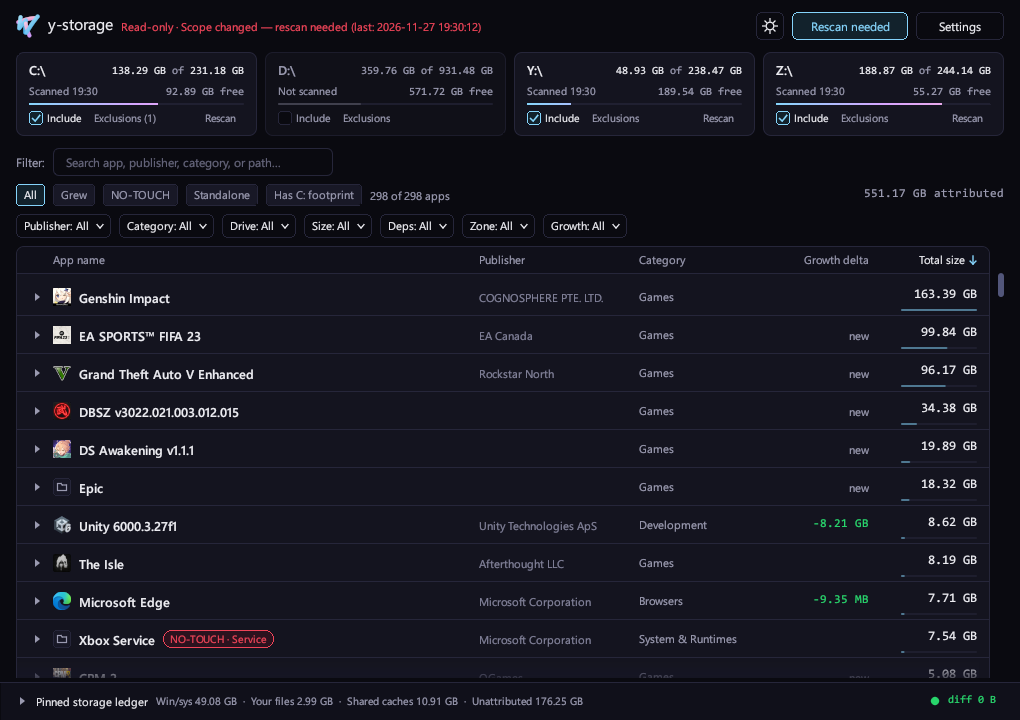 y-storage Read-only · Scope changed — rescan needed (last: 2026-11-27 19:30:12) Rescan needed Settings
C:\ 138.29 GB of 231.18 GB
Scanned 19:30 92.89 GB free
Include Exclusions (1) Rescan
D:\ 359.76 GB of 931.48 GB
Not scanned 571.72 GB free
Include Exclusions
Y:\ 48.93 GB of 238.47 GB
Scanned 19:30 189.54 GB free
Include Exclusions Rescan
Z:\ 188.87 GB of 244.14 GB
Scanned 19:30 55.27 GB free
Include Exclusions Rescan
Filter: Search app, publisher, category, or path...
All Grew NO-TOUCH Standalone Has C: footprint 298 of 298 apps 551.17 GB attributed
Publisher: All Category: All Drive: All Size: All Deps: All Zone: All Growth: All
App name Publisher Category Growth delta Total size ↓
Genshin Impact COGNOSPHERE PTE. LTD. Games 163.39 GB
EA SPORTS™ FIFA 23 EA Canada Games new 99.84 GB
Grand Theft Auto V Enhanced Rockstar North Games new 96.17 GB
DBSZ v3022.021.003.012.015 Games new 34.38 GB
DS Awakening v1.1.1 Games new 19.89 GB
Epic Games new 18.32 GB
Unity 6000.3.27f1 Unity Technologies ApS Development -8.21 GB 8.62 GB
The Isle Afterthought LLC Games 8.19 GB
Microsoft Edge Microsoft Corporation Browsers -9.35 MB 7.71 GB
Xbox Service NO-TOUCH · Service Microsoft Corporation System & Runtimes 7.54 GB
Games new 5.08 GB
Pinned storage ledger Win/sys 49.08 GB · Your files 2.99 GB · Shared caches 10.91 GB · Unattributed 176.25 GB diff 0 B